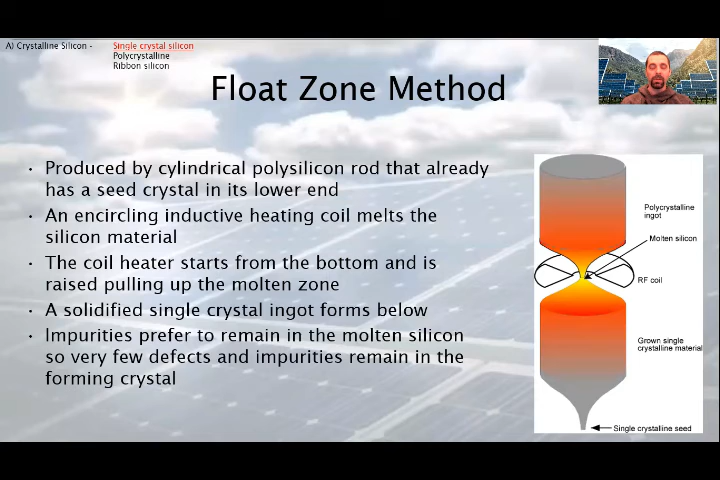 A) Crystalline Silicon - Single crystal silicon
Polycrystalline
Ribbon silicon
Float Zone Method
• Produced by cylindrical polysilicon rod that already
has a seed crystal in its lower end
• An encircling inductive heating coil melts the
silicon material
• The coil heater starts from the bottom and is
raised pulling up the molten zone
• A solidified single crystal ingot forms below
• Impurities prefer to remain in the molten silicon
so very few defects and impurities remain in the
forming crystal
Polycrystalline
ingot
Molten silicon
RF coil
Grown single
crystalline material
Single crystalline seed